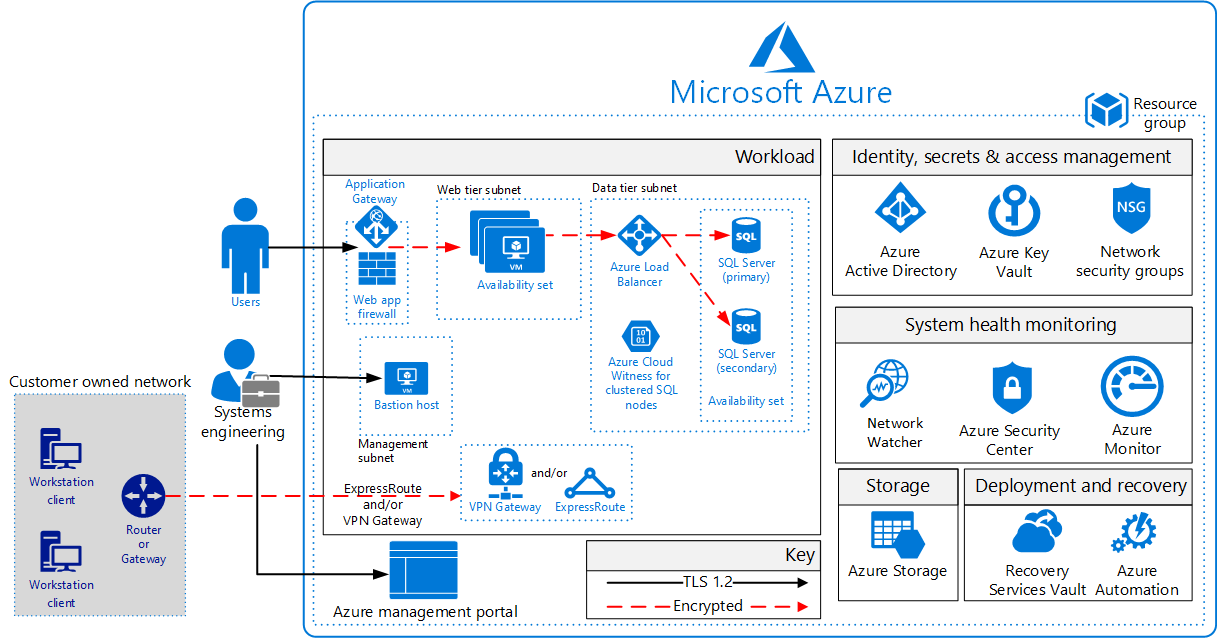 Microsoft Azure
Resource
group
Workload
Application
Gateway
Web app
firewall
Web tier subnet
VM
Availability set
Data tier subnet
Azure Load
Balancer
SQL
SQL Server
(primary)
SQL
SQL Server
(secondary)
Availability set
10
01
Azure Cloud
Witness for
clustered SQL
nodes
Users
Systems
engineering
VM
Bastion host
Management
subnet
ExpressRoute
and/or
VPN Gateway
VPN Gateway
and/or
ExpressRoute
Customer owned network
Workstation
client
Router
or
Gateway
Workstation
client
Azure management portal
Key
TLS 1.2
Encrypted
Identity, secrets & access management
Azure
Active Directory
Azure Key
Vault
NSG
Network
security groups
System health monitoring
Network
Watcher
Azure Security
Center
Azure
Monitor
Storage
Azure Storage
Deployment and recovery
Recovery
Services Vault
Azure
Automation